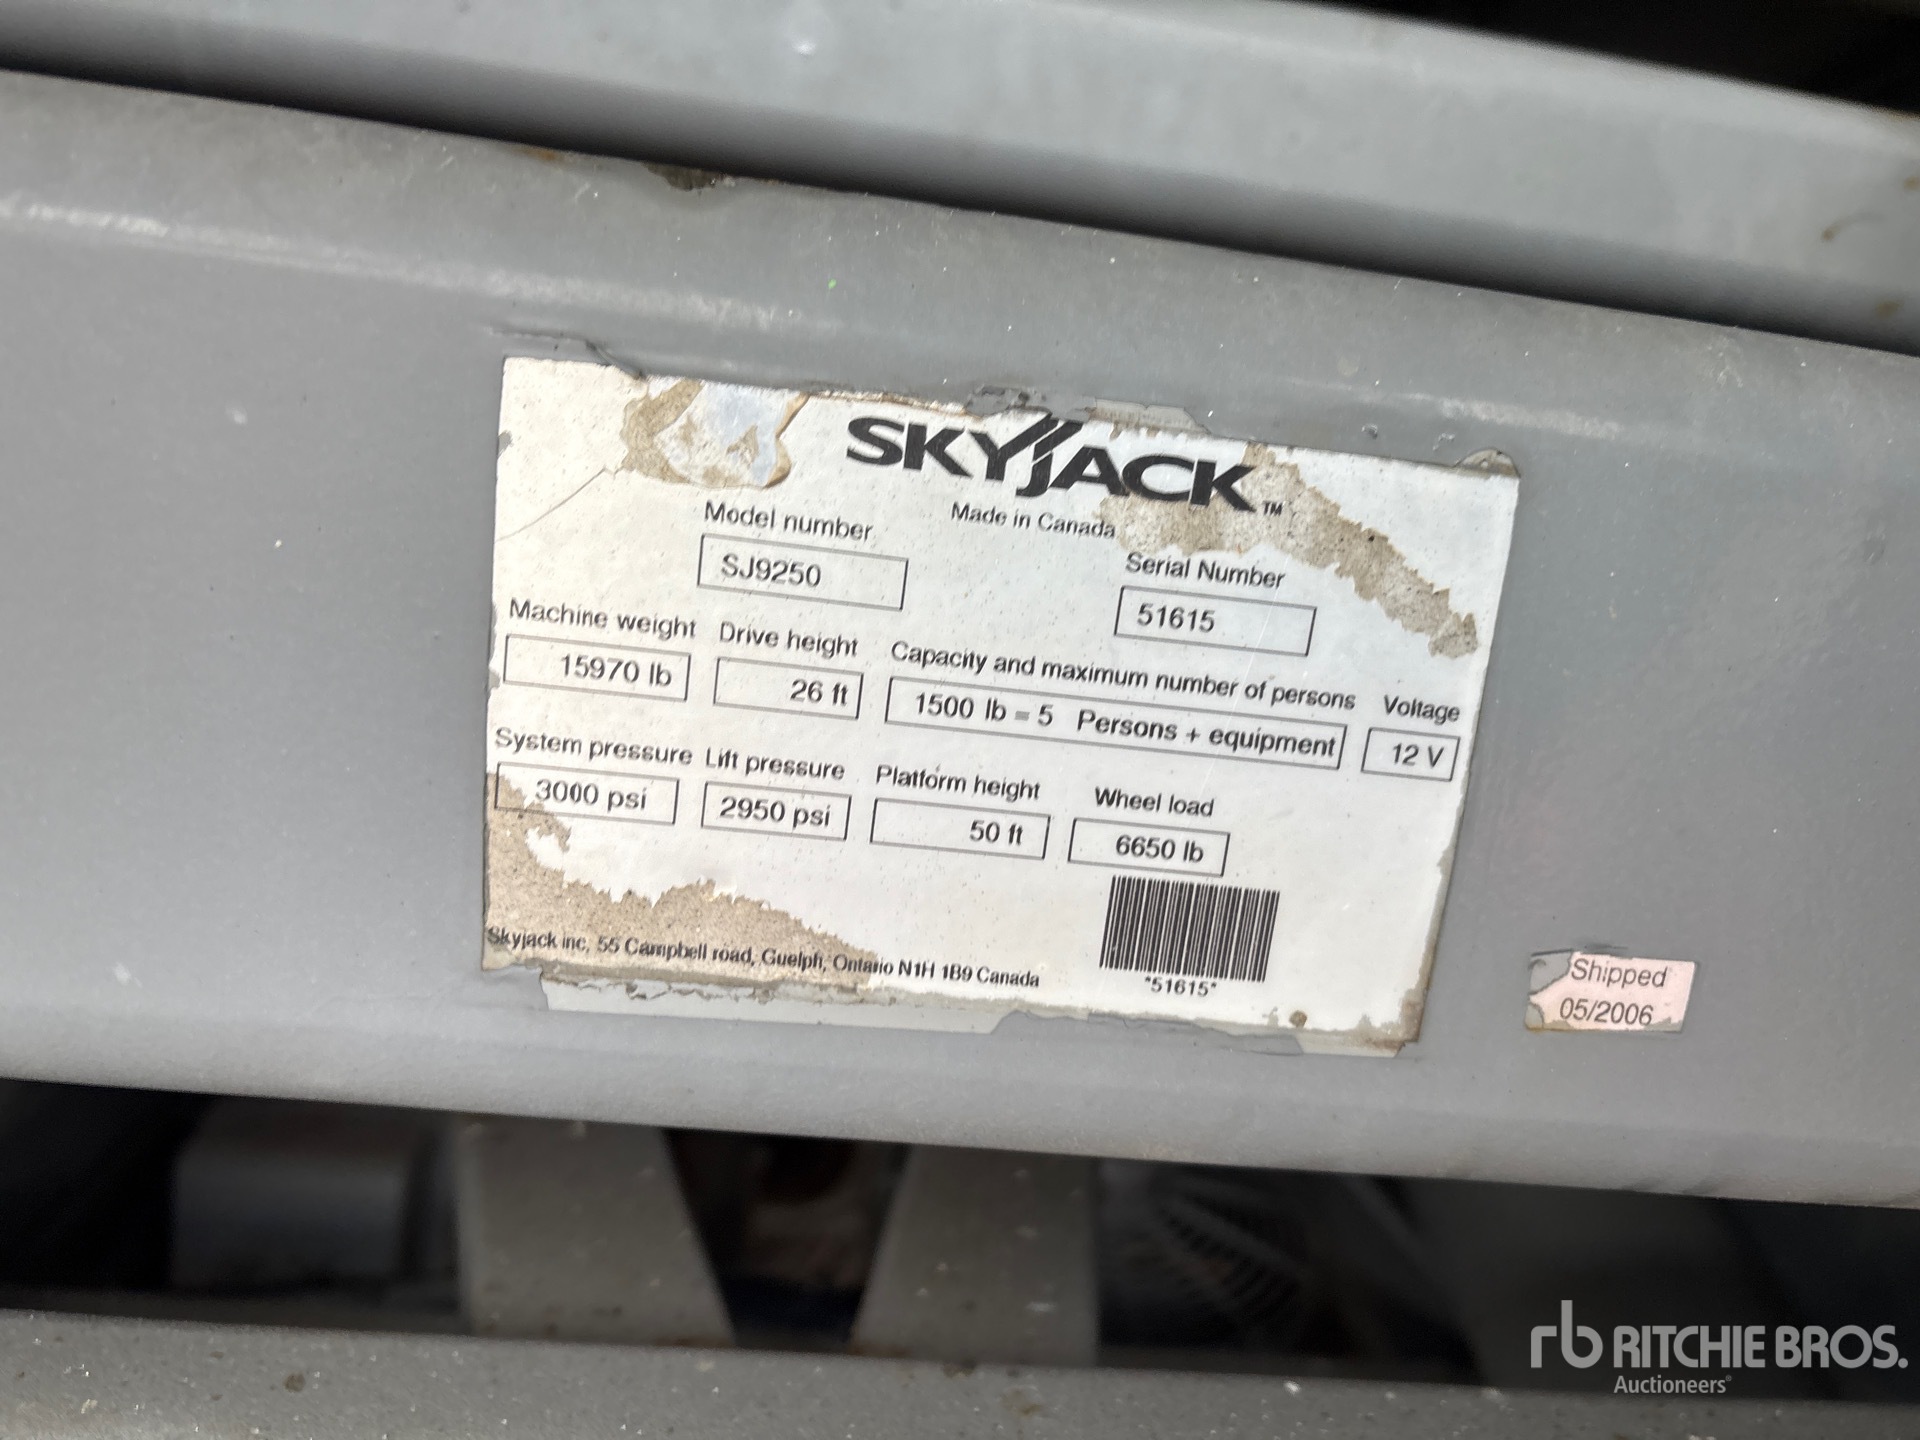 SKYJACK™
Made in Canada
Model number
SJ9250
Serial Number
51615
Machine weight Drive height Capacity and maximum number of persons Voltage
15970 lb 26 ft 1500 lb = 5 Persons + equipment 12 V
System pressure Lift pressure Platform height Wheel load
3000 psi 2950 psi 50 ft 6650 lb
*51615*
Skyjack inc, 55 Campbell road, Guelph, Ontario N1H 1B9 Canada
Shipped
05/2006
rb RITCHIE BROS.
Auctioneers®